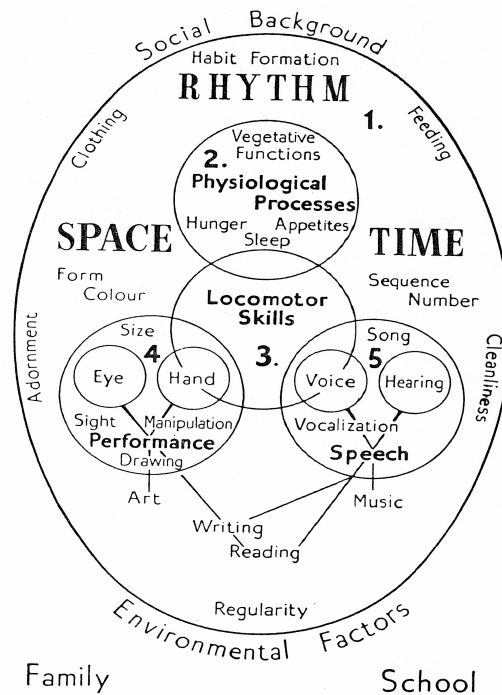 Social Background
Habit Formation
RHYTHM
1.
Clothing
Feeding
Vegetative
2. Functions
Physiological
Processes
Hunger Appetites
Sleep
SPACE
TIME
Form
Colour
Sequence
Number
Locomotor
Skills
Adornment
Cleanliness
Size
4
3.
Song
5
Eye
Hand
Voice
Hearing
Sight
Manipulation
Performance
Drawing
Vocalization
Speech
Art
Music
Writing
Reading
Regularity
Environmental Factors
Family
School